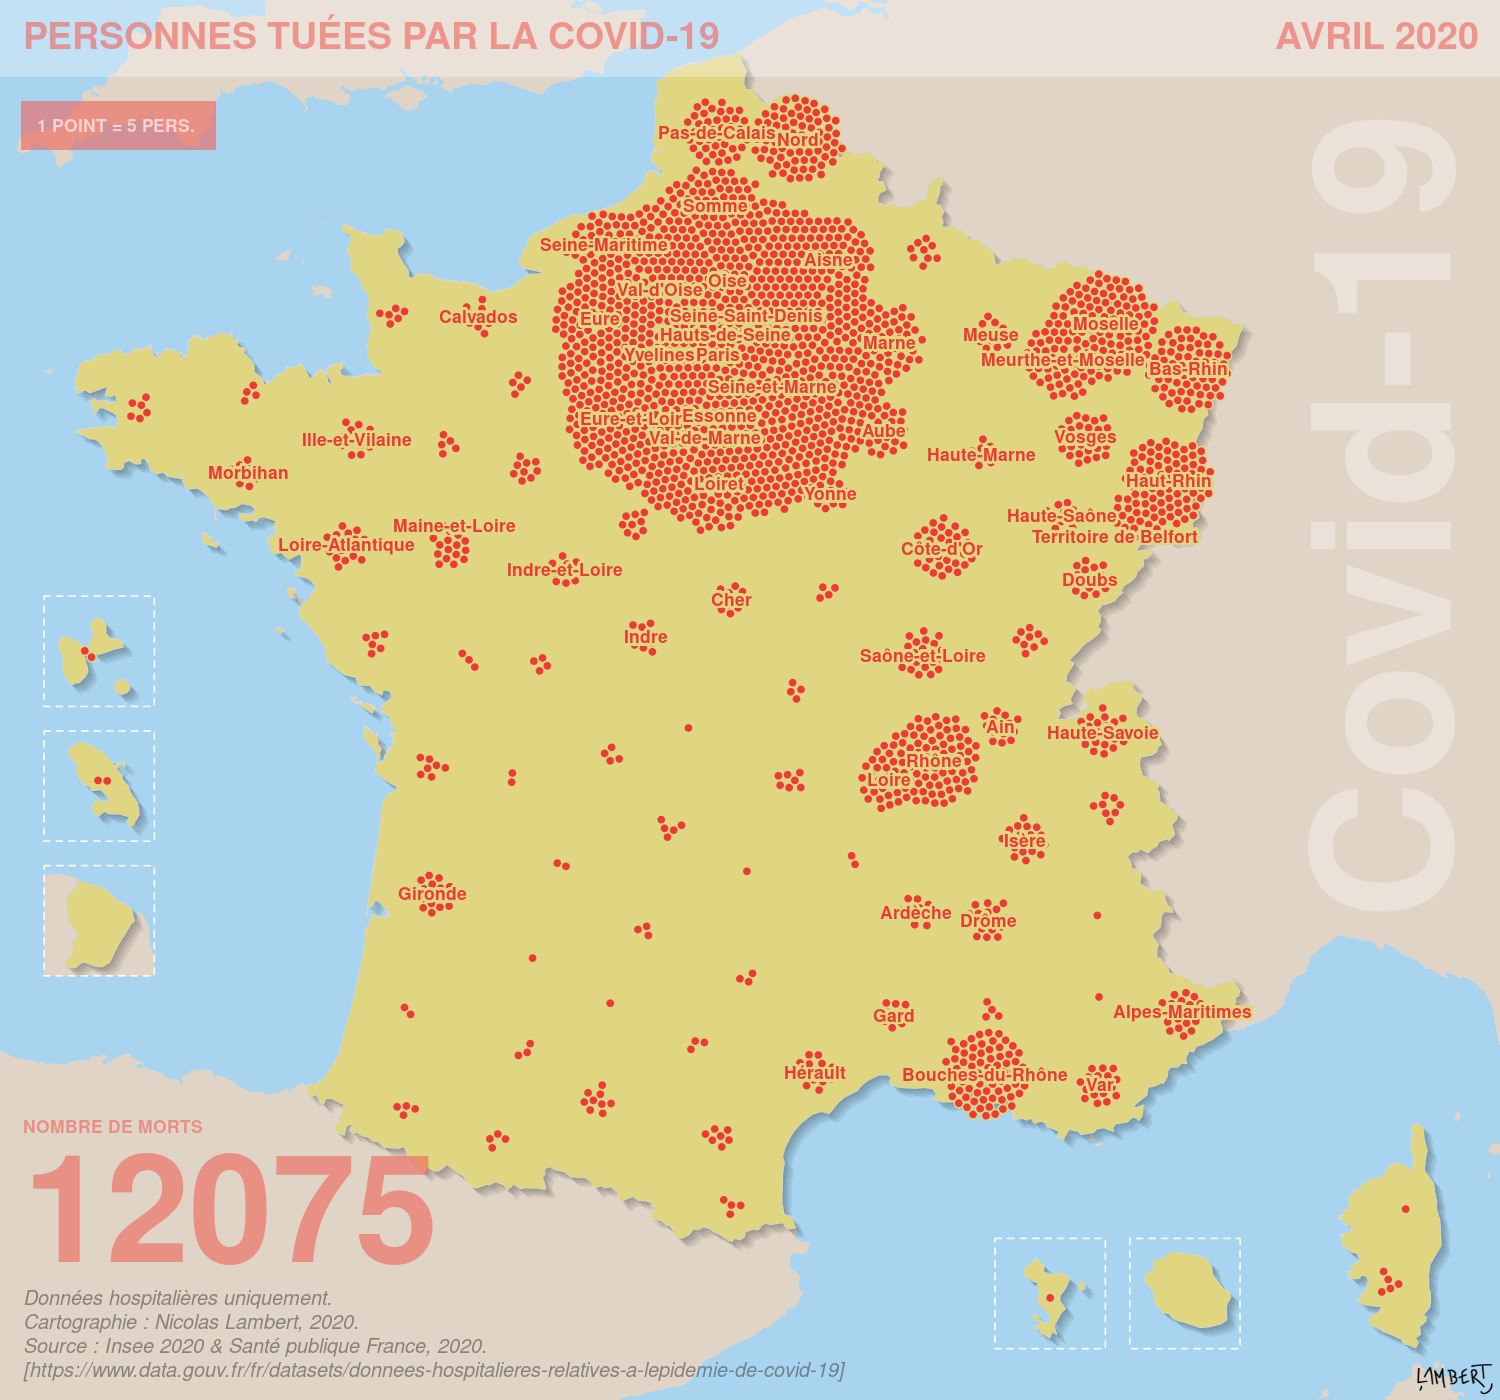 PERSONNES TUÉES PAR LA COVID-19
AVRIL 2020
1 POINT = 5 PERS.
Covid-19
Pas-de-Calais
Nord
Somme
Seine-Maritime
Aisne
Oise
Val-d'Oise
Seine-Saint-Denis
Eure
Hauts-de-Seine
Calvados
Marne
Yvelines
Paris
Meuse
Moselle
Meurthe-et-Moselle
Bas-Rhin
Seine-et-Marne
Eure-et-Loir
Essonne
Val-de-Marne
Aube
Vosges
Ille-et-Vilaine
Haute-Marne
Morbihan
Loiret
Yonne
Haut-Rhin
Haute-Saône
Territoire de Belfort
Maine-et-Loire
Loire-Atlantique
Côte-d'Or
Indre-et-Loire
Doubs
Cher
Indre
Saône-et-Loire
Ain
Haute-Savoie
Rhône
Loire
Isère
Gironde
Ardèche
Drôme
Gard
Alpes-Maritimes
Hérault
Bouches-du-Rhône
Var
NOMBRE DE MORTS
12075
Données hospitalières uniquement.
Cartographie : Nicolas Lambert, 2020.
Source : Insee 2020 & Santé publique France, 2020.
[https://www.data.gouv.fr/fr/datasets/donnees-hospitalieres-relatives-a-lepidemie-de-covid-19]
LAMBERT